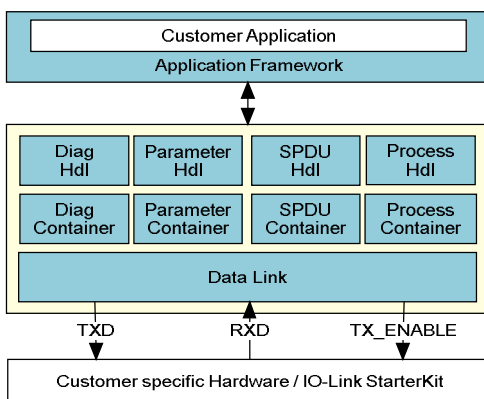 Customer Application
Application Framework
Diag
Hdl
Parameter
Hdl
SPDU
Hdl
Process
Hdl
Diag
Container
Parameter
Container
SPDU
Container
Process
Container
Data Link
TXD
RXD
TX_ENABLE
Customer specific Hardware / IO-Link StarterKit